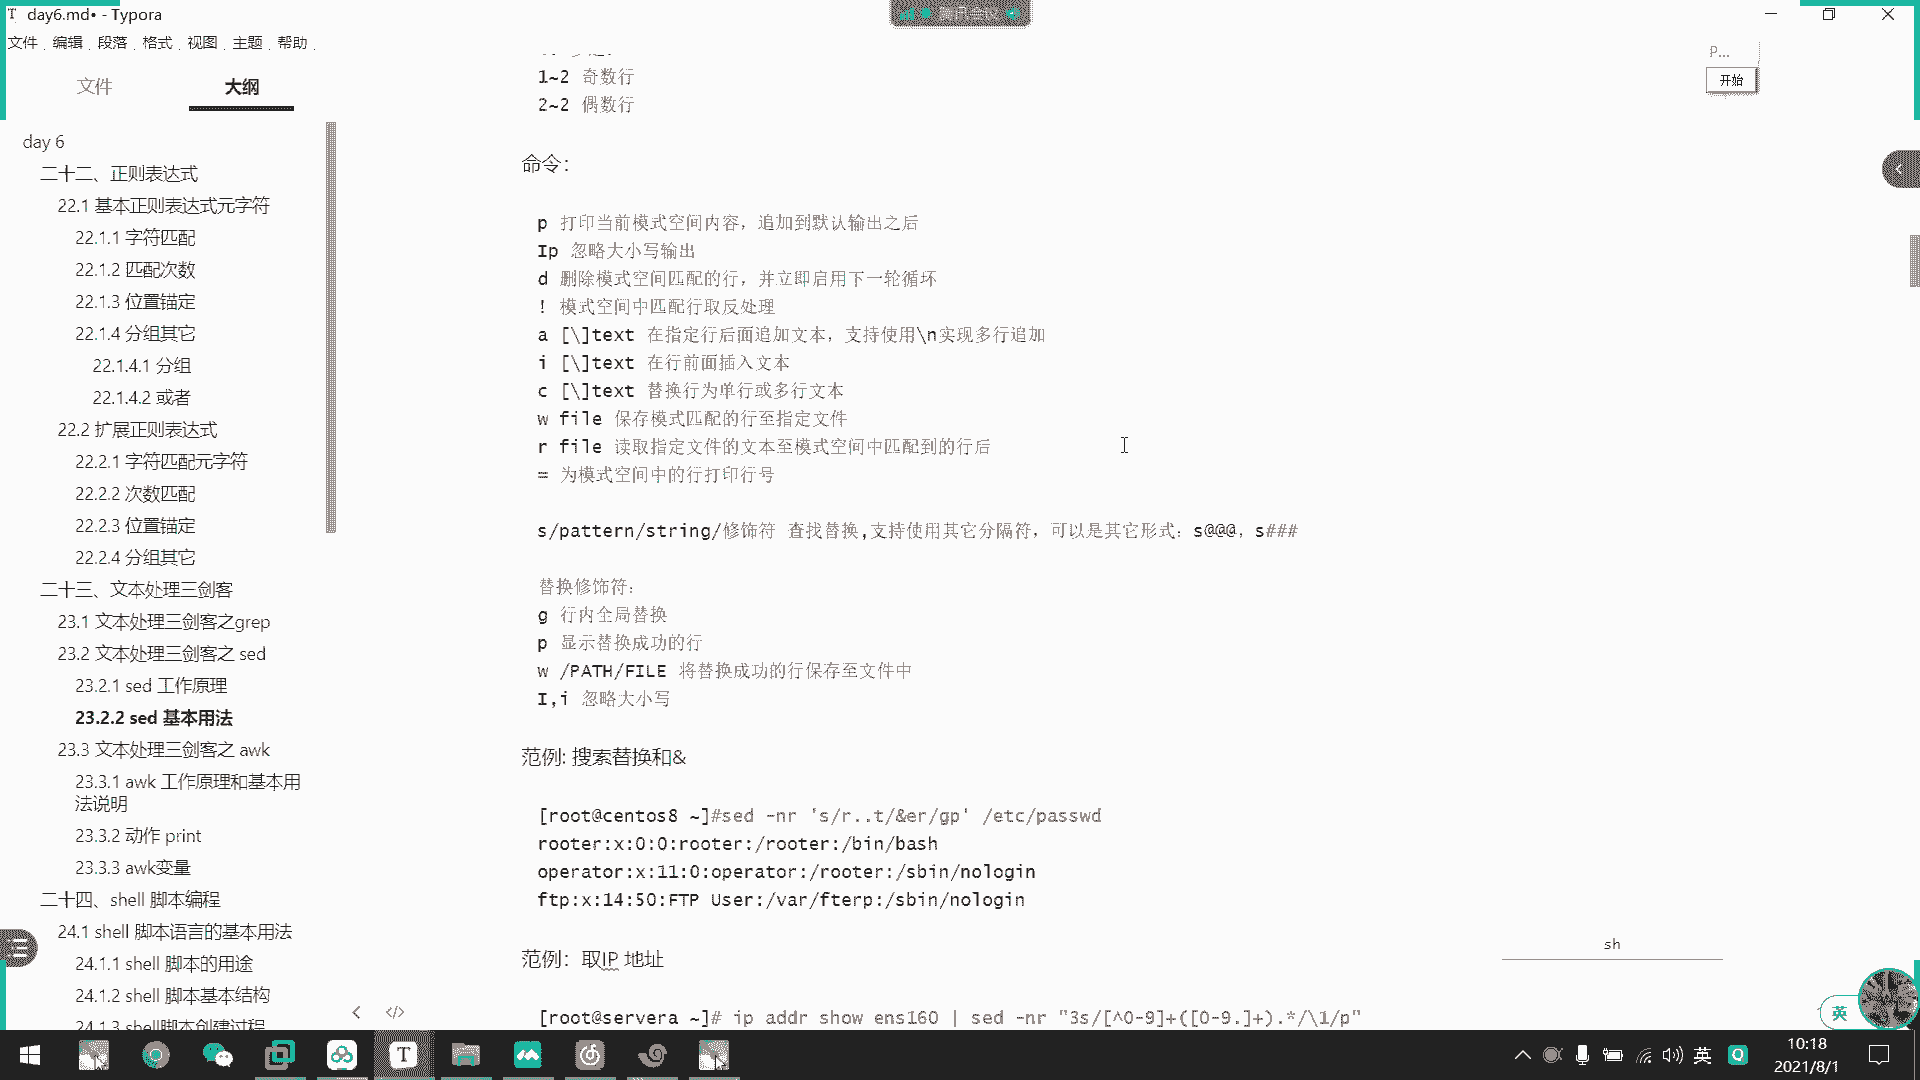 day6.md• - Typora
腾讯会议
文件 编辑 段落 格式 视图 主题 帮助
文件 大纲
day 6
二十二、正则表达式
22.1 基本正则表达式元字符
22.1.1 字符匹配
22.1.2 匹配次数
22.1.3 位置锚定
22.1.4 分组其它
22.1.4.1 分组
22.1.4.2 或者
22.2 扩展正则表达式
22.2.1 字符匹配元字符
22.2.2 次数匹配
22.2.3 位置锚定
22.2.4 分组其它
二十三、文本处理三剑客
23.1 文本处理三剑客之grep
23.2 文本处理三剑客之 sed
23.2.1 sed 工作原理
23.2.2 sed 基本用法
23.3 文本处理三剑客之 awk
23.3.1 awk 工作原理和基本用
法说明
23.3.2 动作 print
23.3.3 awk变量
二十四、shell 脚本编程
24.1 shell 脚本语言的基本用法
24.1.1 shell 脚本的用途
24.1.2 shell 脚本基本结构
24.1.3 shell脚本创建过程
1~2 奇数行
2~2 偶数行
命令：
p 打印当前模式空间内容，追加到默认输出之后
Ip 忽略大小写输出
d 删除模式空间匹配的行，并立即启用下一轮循环
! 模式空间中匹配行取反处理
a [\]text 在指定行后面追加文本，支持使用\n实现多行追加
i [\]text 在行前面插入文本
c [\]text 替换行为单行或多行文本
w file 保存模式匹配的行至指定文件
r file 读取指定文件的文本至模式空间中匹配到的行后
= 为模式空间中的行打印行号
s/pattern/string/修饰符 查找替换,支持使用其它分隔符，可以是其它形式：s@@@，s###
替换修饰符：
g 行内全局替换
p 显示替换成功的行
w /PATH/FILE 将替换成功的行保存至文件中
I,i 忽略大小写
范例: 搜索替换和&
[root@centos8 ~]#sed -nr 's/r..t/&er/gp' /etc/passwd
rooter:x:0:0:rooter:/rooter:/bin/bash
operator:x:11:0:operator:/rooter:/sbin/nologin
ftp:x:14:50:FTP User:/var/fterp:/sbin/nologin
范例：取IP 地址
[root@servera ~]# ip addr show ens160 | sed -nr "3s/[^0-9]+([0-9.]+).*/\1/p"
P...
开始
sh
英
英
10:18
2021/8/1